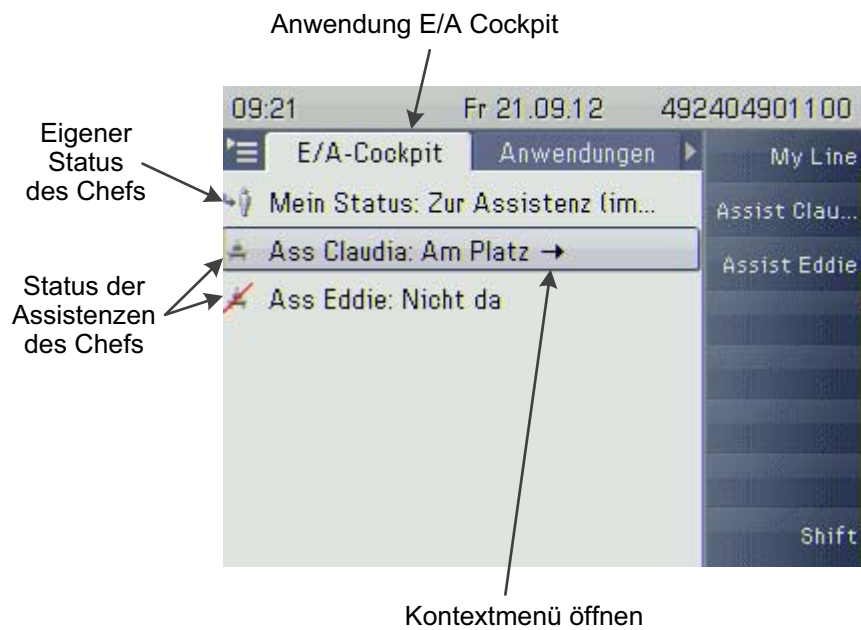 Anwendung E/A Cockpit
09:21 Fr 21.09.12 492404901100
E/A-Cockpit Anwendungen My Line
Eigener
Status
des Chefs
Mein Status: Zur Assistenz (im... Assist Clau...
Ass Claudia: Am Platz → Assist Eddie
Status der
Assistenzen
des Chefs
Ass Eddie: Nicht da
Shift
Kontextmenü öffnen